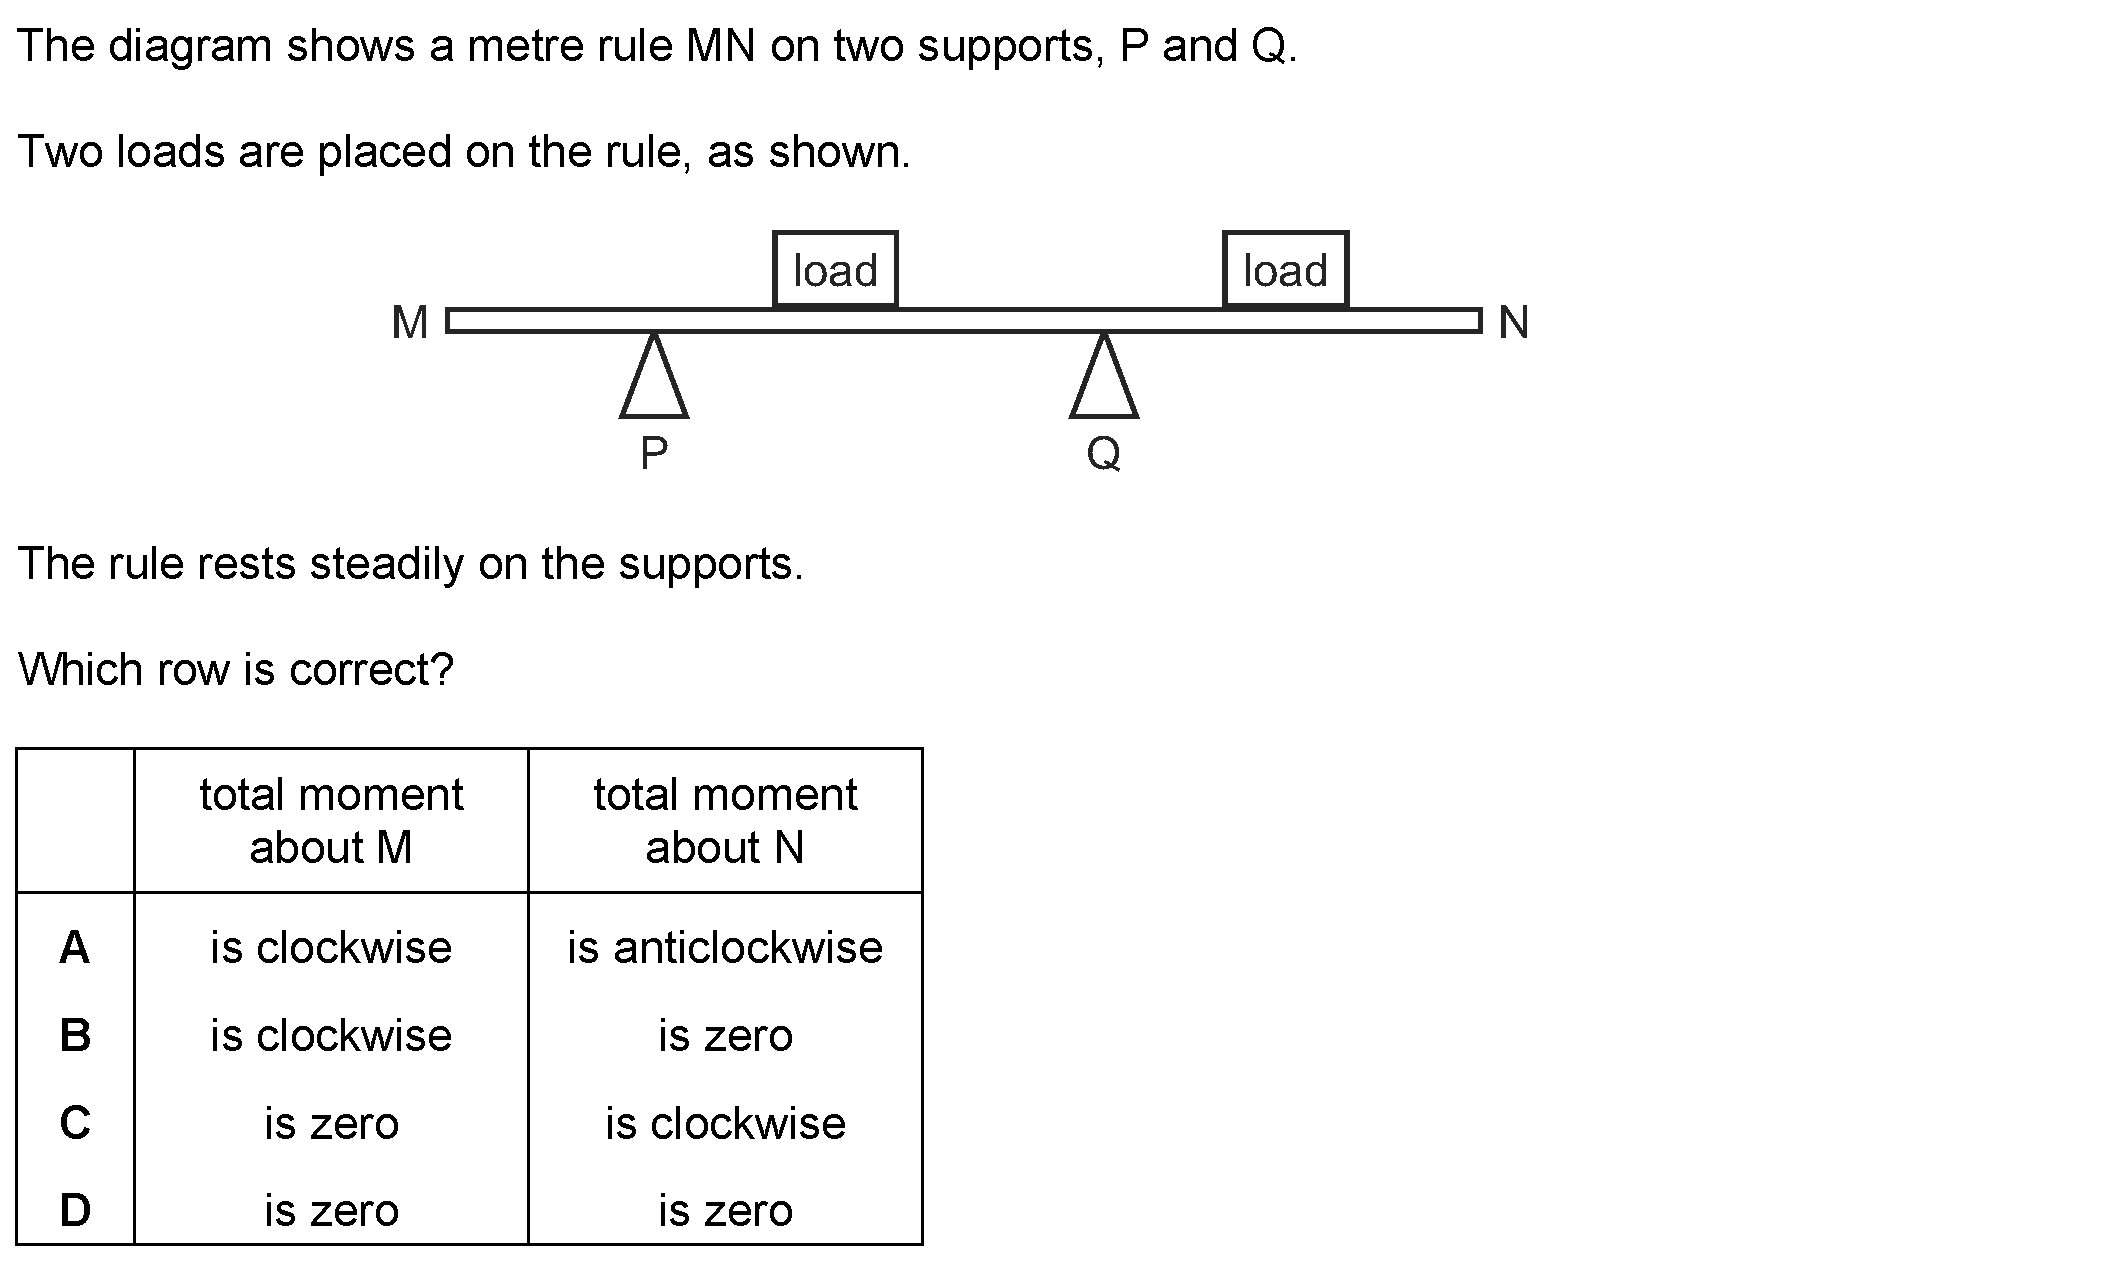 The diagram shows a metre rule MN on two supports, P and Q.
Two loads are placed on the rule, as shown.
load load
M N
P Q
The rule rests steadily on the supports.
Which row is correct?
total moment about M total moment about N
A is clockwise is anticlockwise
B is clockwise is zero
C is zero is clockwise
D is zero is zero